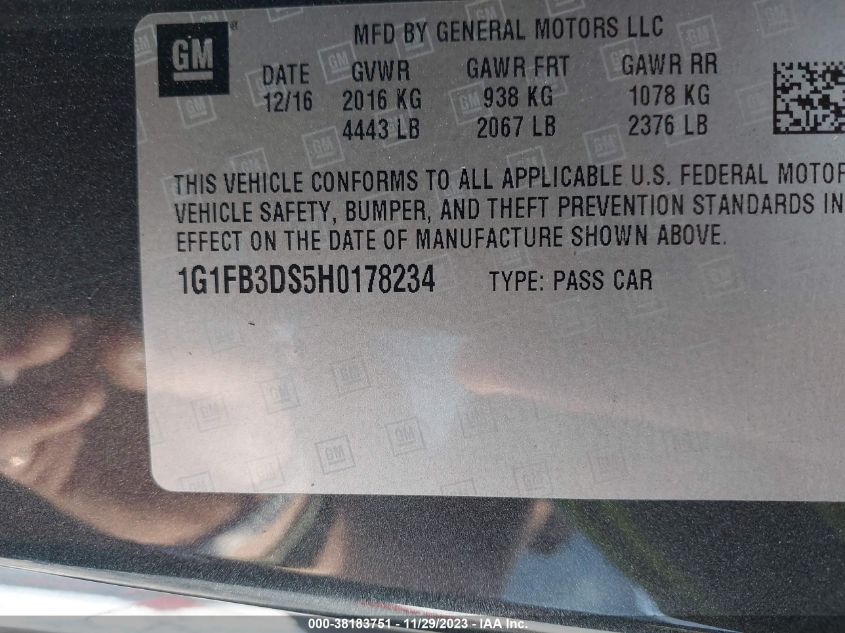 GM
MFD BY GENERAL MOTORS LLC
DATE GVWR GAWR FRT GAWR RR
12/16 2016 KG 938 KG 1078 KG
4443 LB 2067 LB 2376 LB
THIS VEHICLE CONFORMS TO ALL APPLICABLE U.S. FEDERAL MOTOR
VEHICLE SAFETY, BUMPER, AND THEFT PREVENTION STANDARDS IN
EFFECT ON THE DATE OF MANUFACTURE SHOWN ABOVE.
1G1FB3DS5H0178234 TYPE: PASS CAR
000-38183751 - 11/29/2023 - IAA Inc.